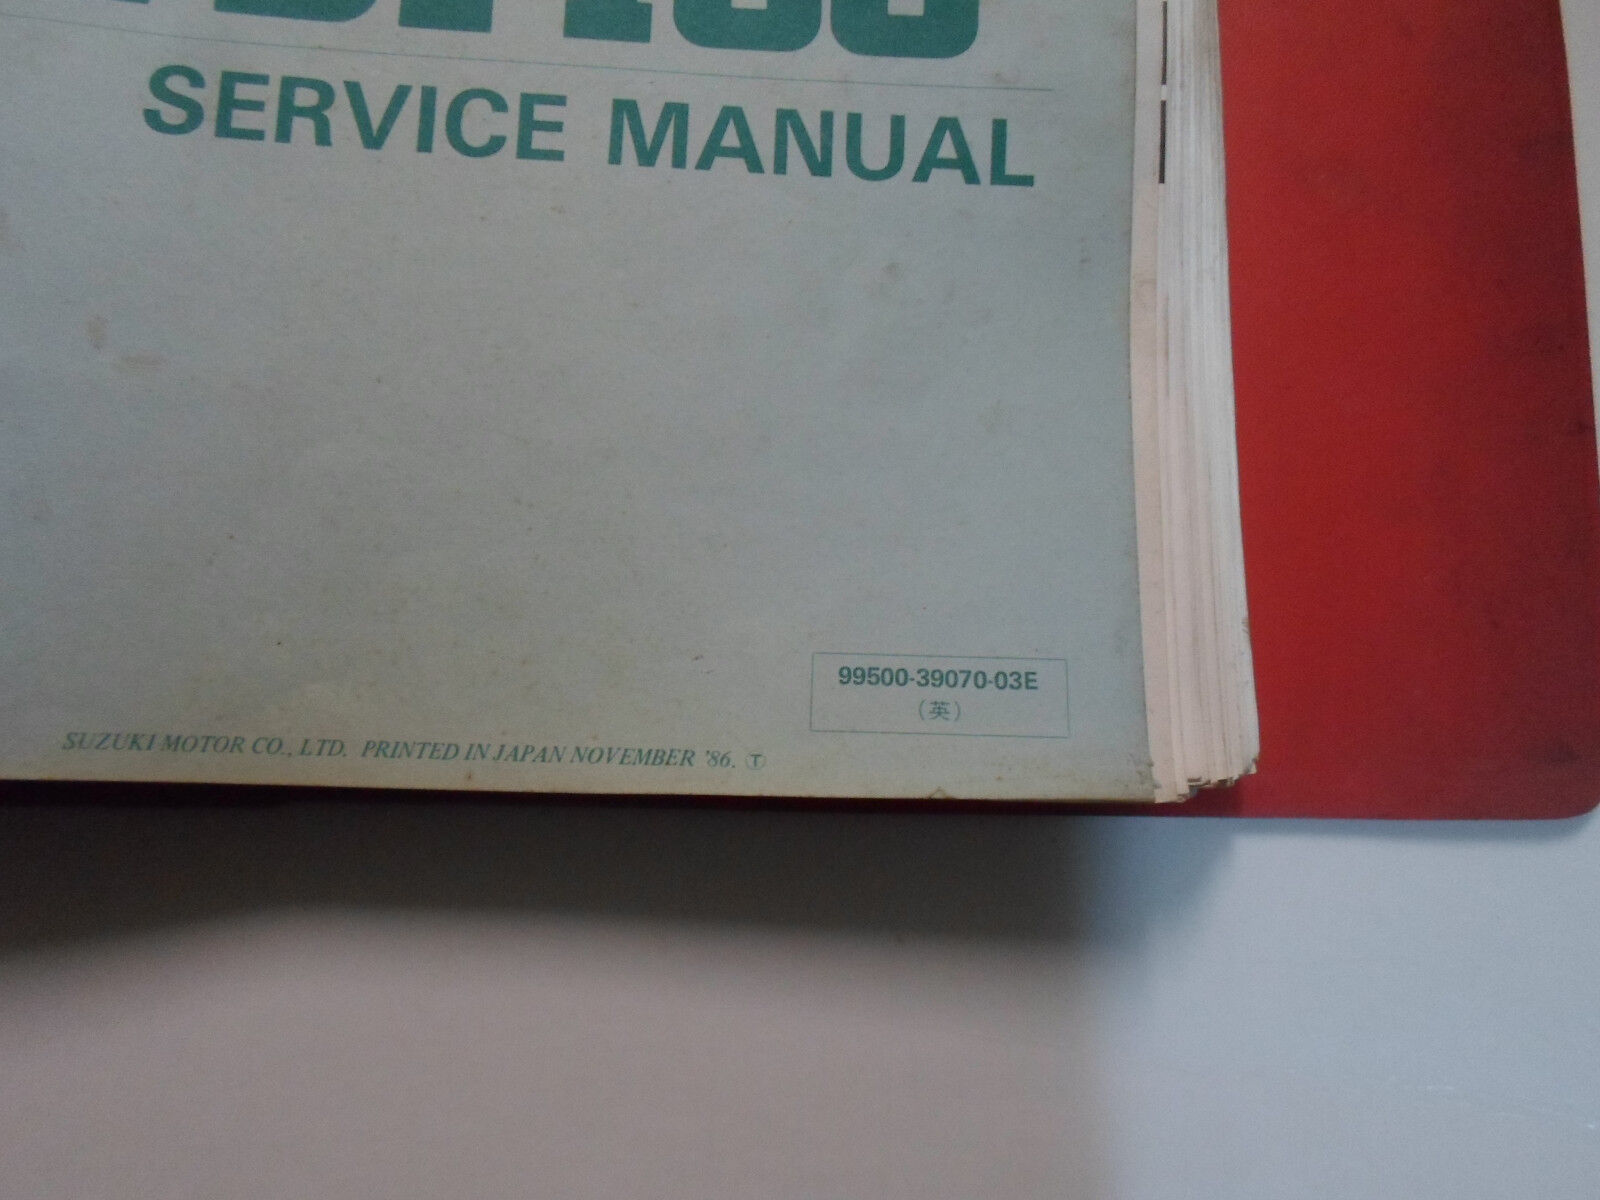 SERVICE MANUAL
99500-39070-03E
(英)
SUZUKI MOTOR CO., LTD. PRINTED IN JAPAN NOVEMBER '86. Ⓣ